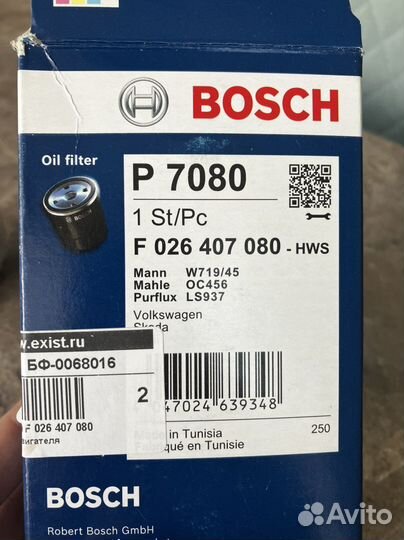 BOSCH
Oil filter
P 7080
1 St/Pc
F 026 407 080 - HWS
Mann W719/45
Mahle OC456
Purflux LS937
Volkswagen
Skoda
.exist.ru
БФ-0068016
2
F 026 407 080
47024 639348
in Tunisia
250
en Tunisie
BOSCH
Robert Bosch GmbH
Avito